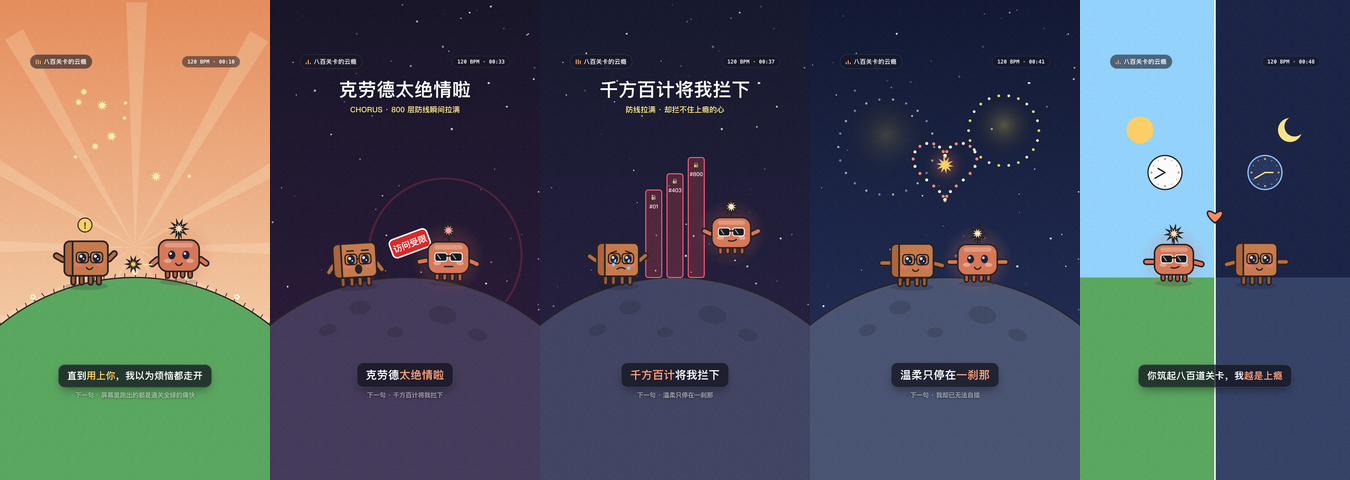 八百关卡的云瘾
120 BPM · 00:10
!
直到用上你，我以为烦恼都走开
下一句 · 屏幕里跑出的都是通关全绿的痛快
八百关卡的云瘾
120 BPM · 00:33
克劳德太绝情啦
CHORUS · 800 层防线瞬间拉满
访问受限
克劳德太绝情啦
下一句 · 千方百计将我拦下
八百关卡的云瘾
120 BPM · 00:37
千方百计将我拦下
防线拉满 · 却拦不住上瘾的心
#01
#403
#800
千方百计将我拦下
下一句 · 温柔只停在一刹那
八百关卡的云瘾
120 BPM · 00:41
温柔只停在一刹那
下一句 · 我却已无法自拔
八百关卡的云瘾
120 BPM · 00:48
你筑起八百道关卡，我越是上瘾